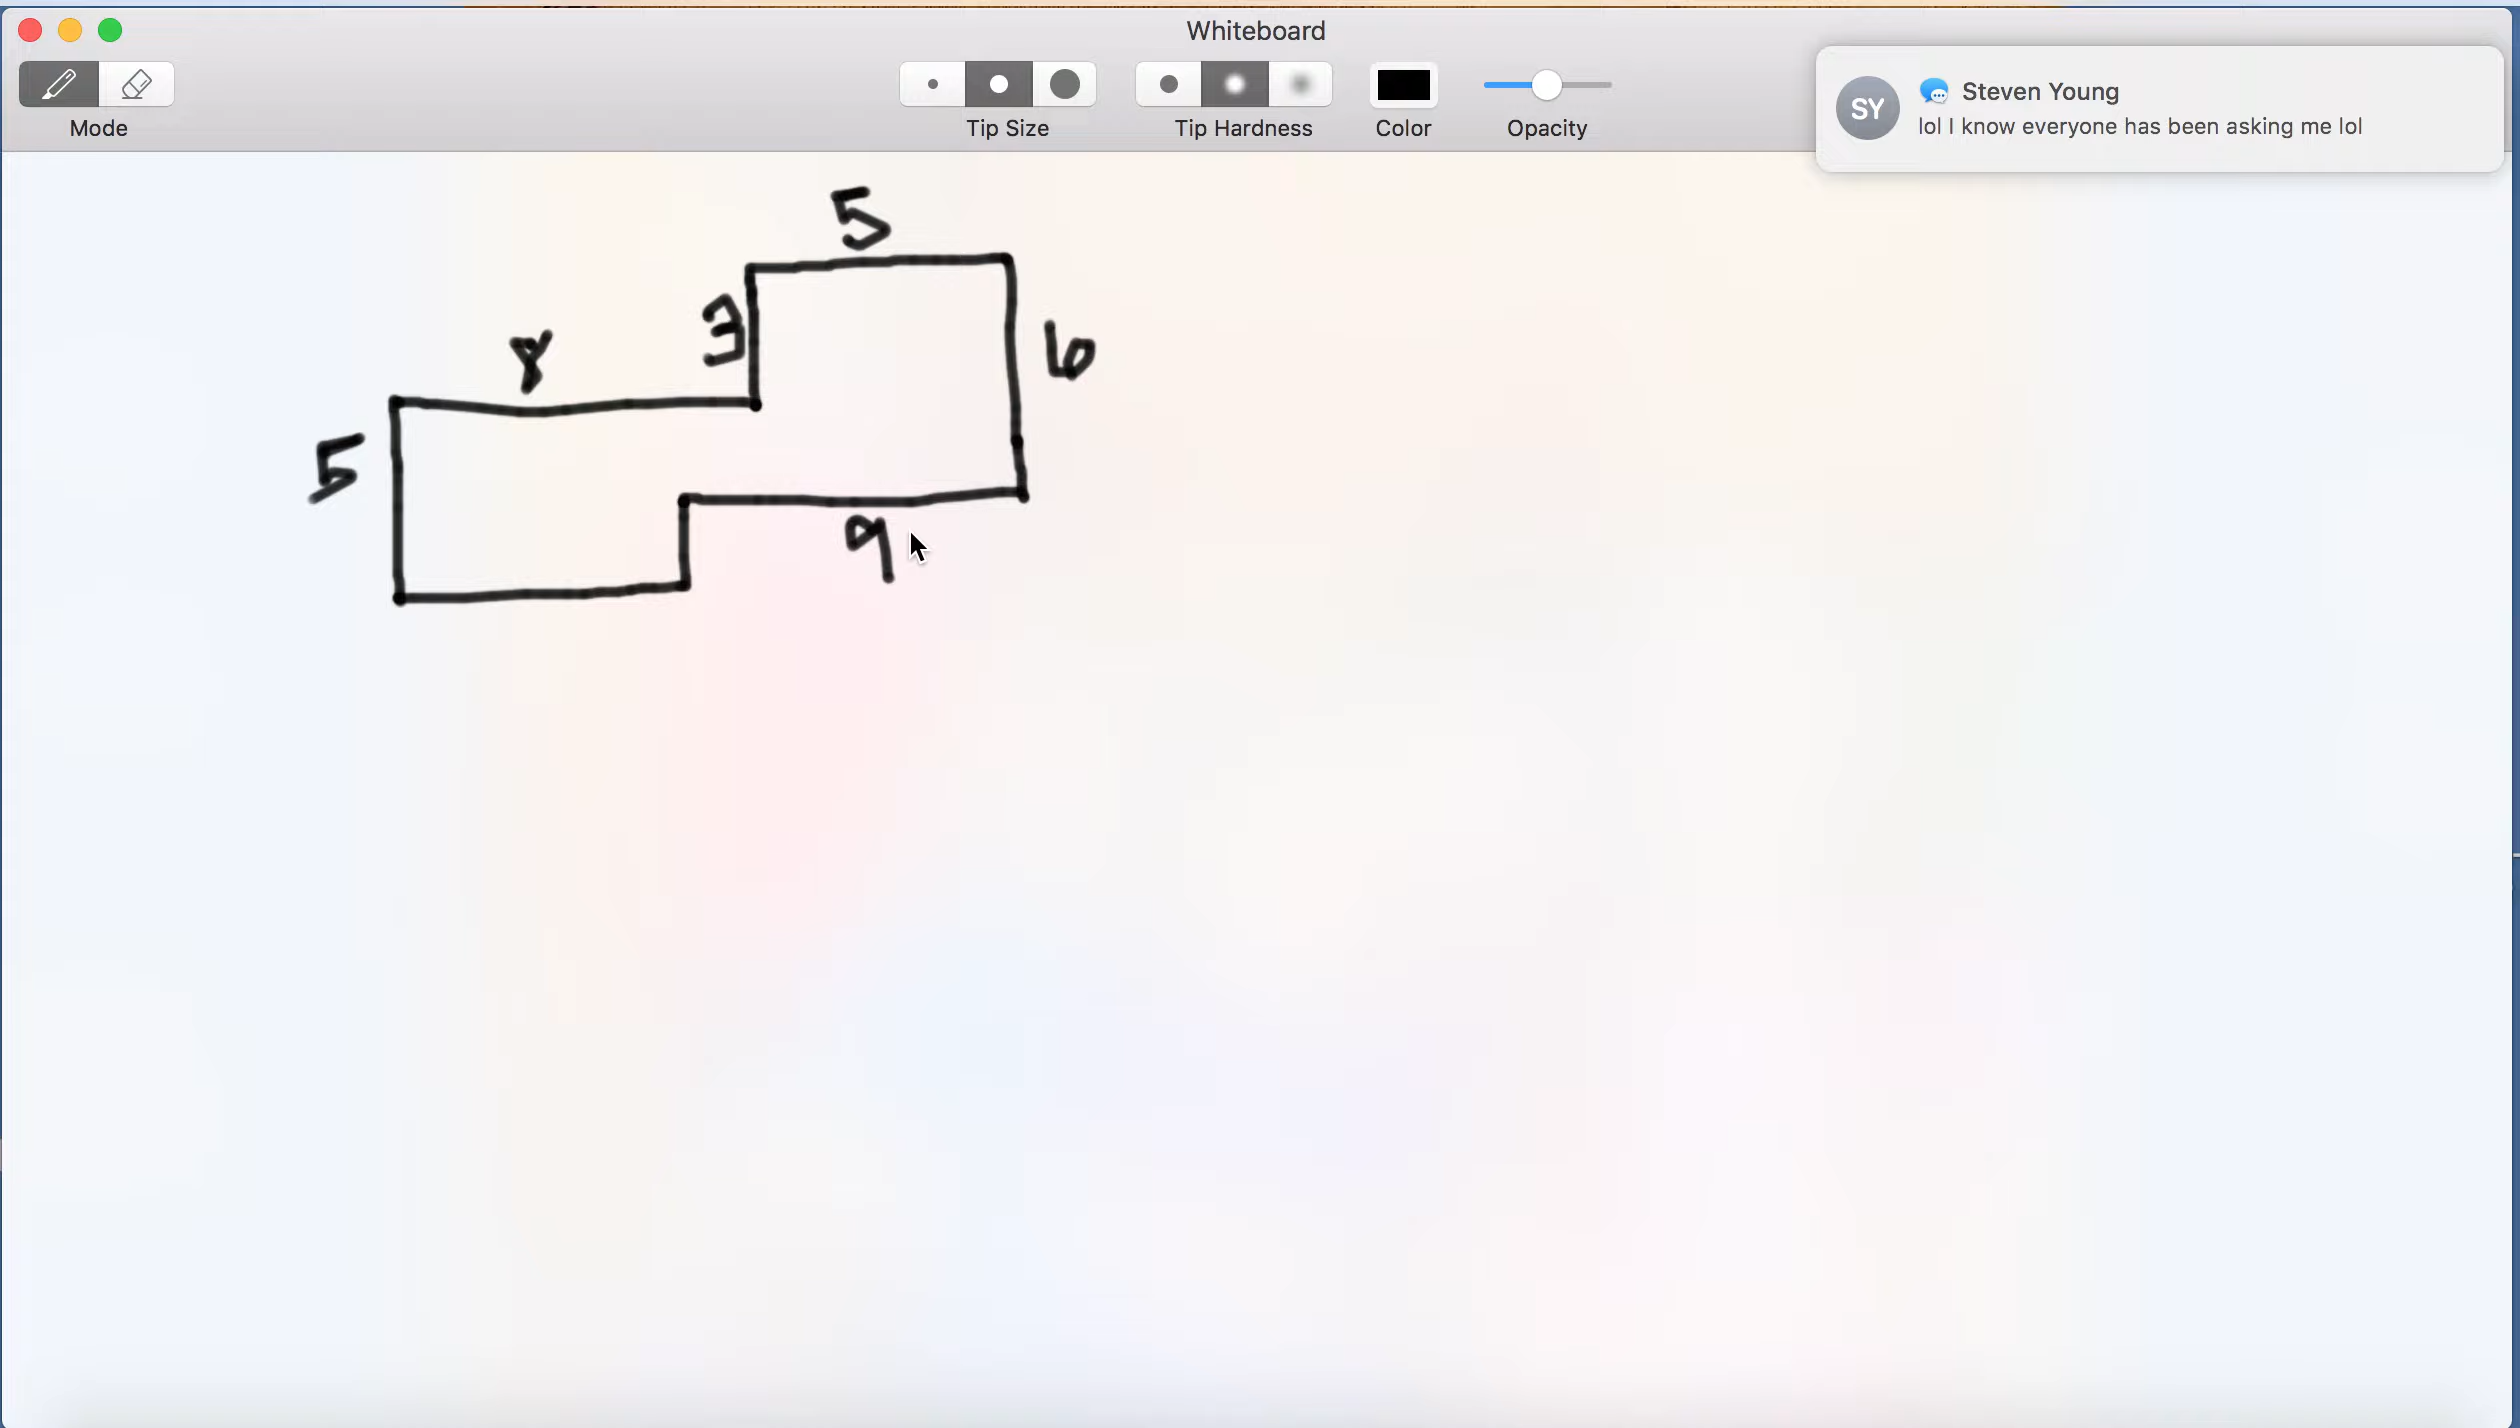 Whiteboard
Mode
Tip Size
Tip Hardness
Color
Opacity
SY
Steven Young
lol I know everyone has been asking me lol
5
3
8
6
5
9